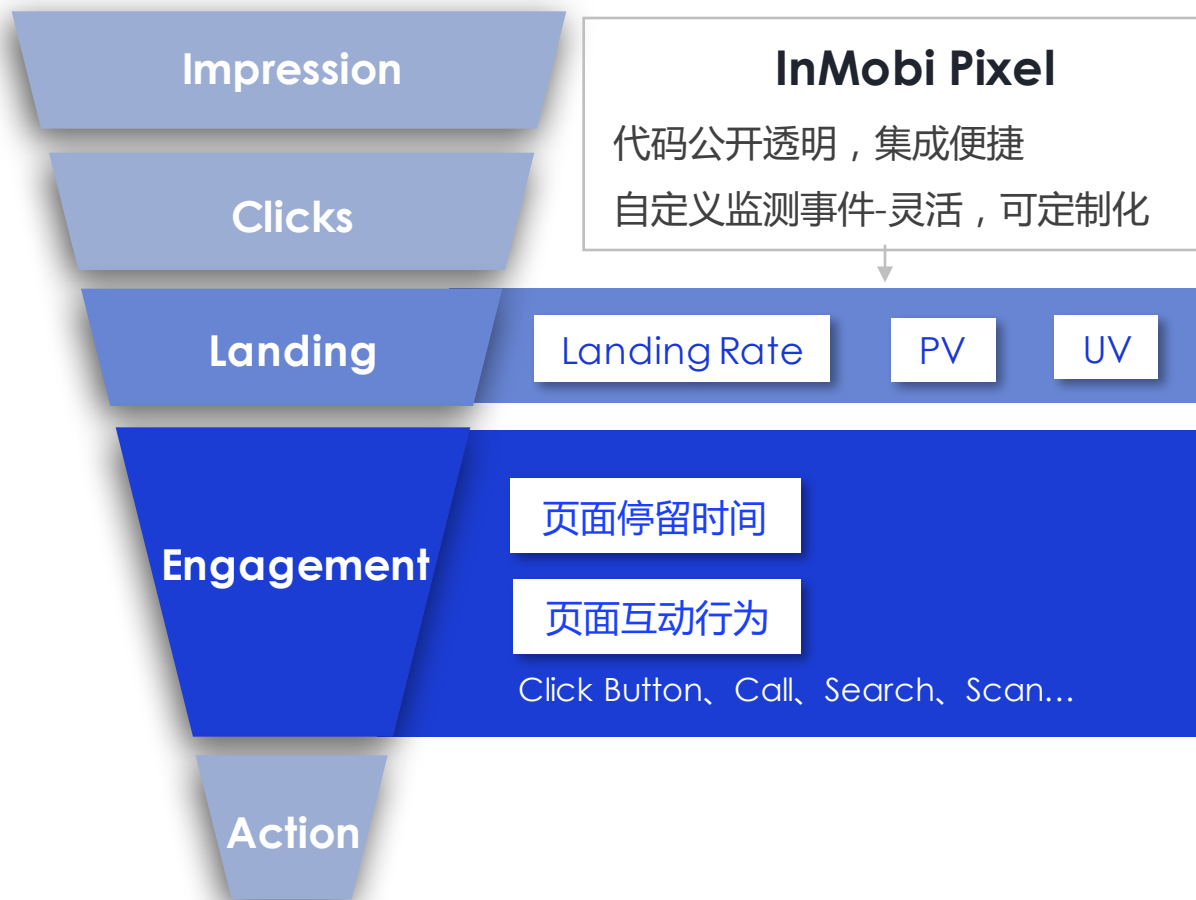 Impression
InMobi Pixel
代码公开透明，集成便捷
自定义监测事件-灵活，可定制化
Clicks
Landing
Landing Rate
PV
UV
Engagement
页面停留时间
页面互动行为
Click Button、Call、Search、Scan...
Action